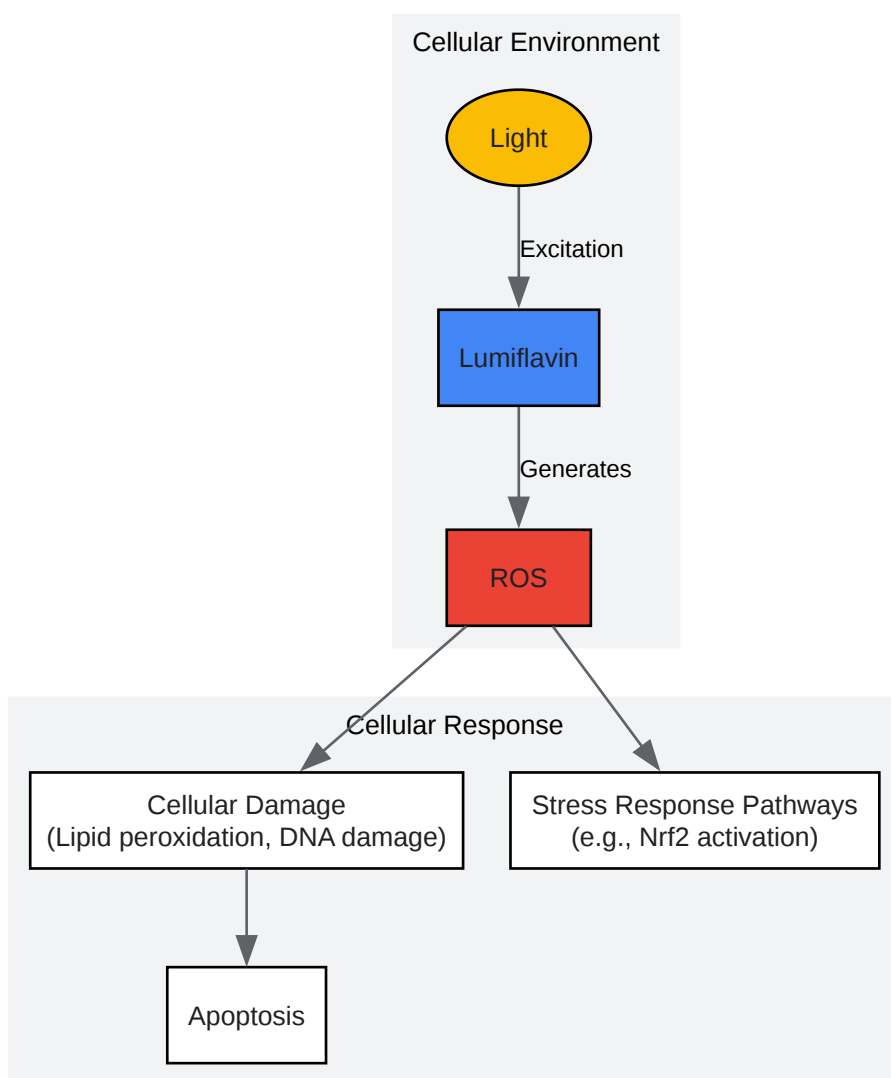 Cellular Environment
Light
Excitation
Lumiflavin
Generates
ROS
Cellular Response
Cellular Damage
(Lipid peroxidation, DNA damage)
Stress Response Pathways
(e.g., Nrf2 activation)
Apoptosis